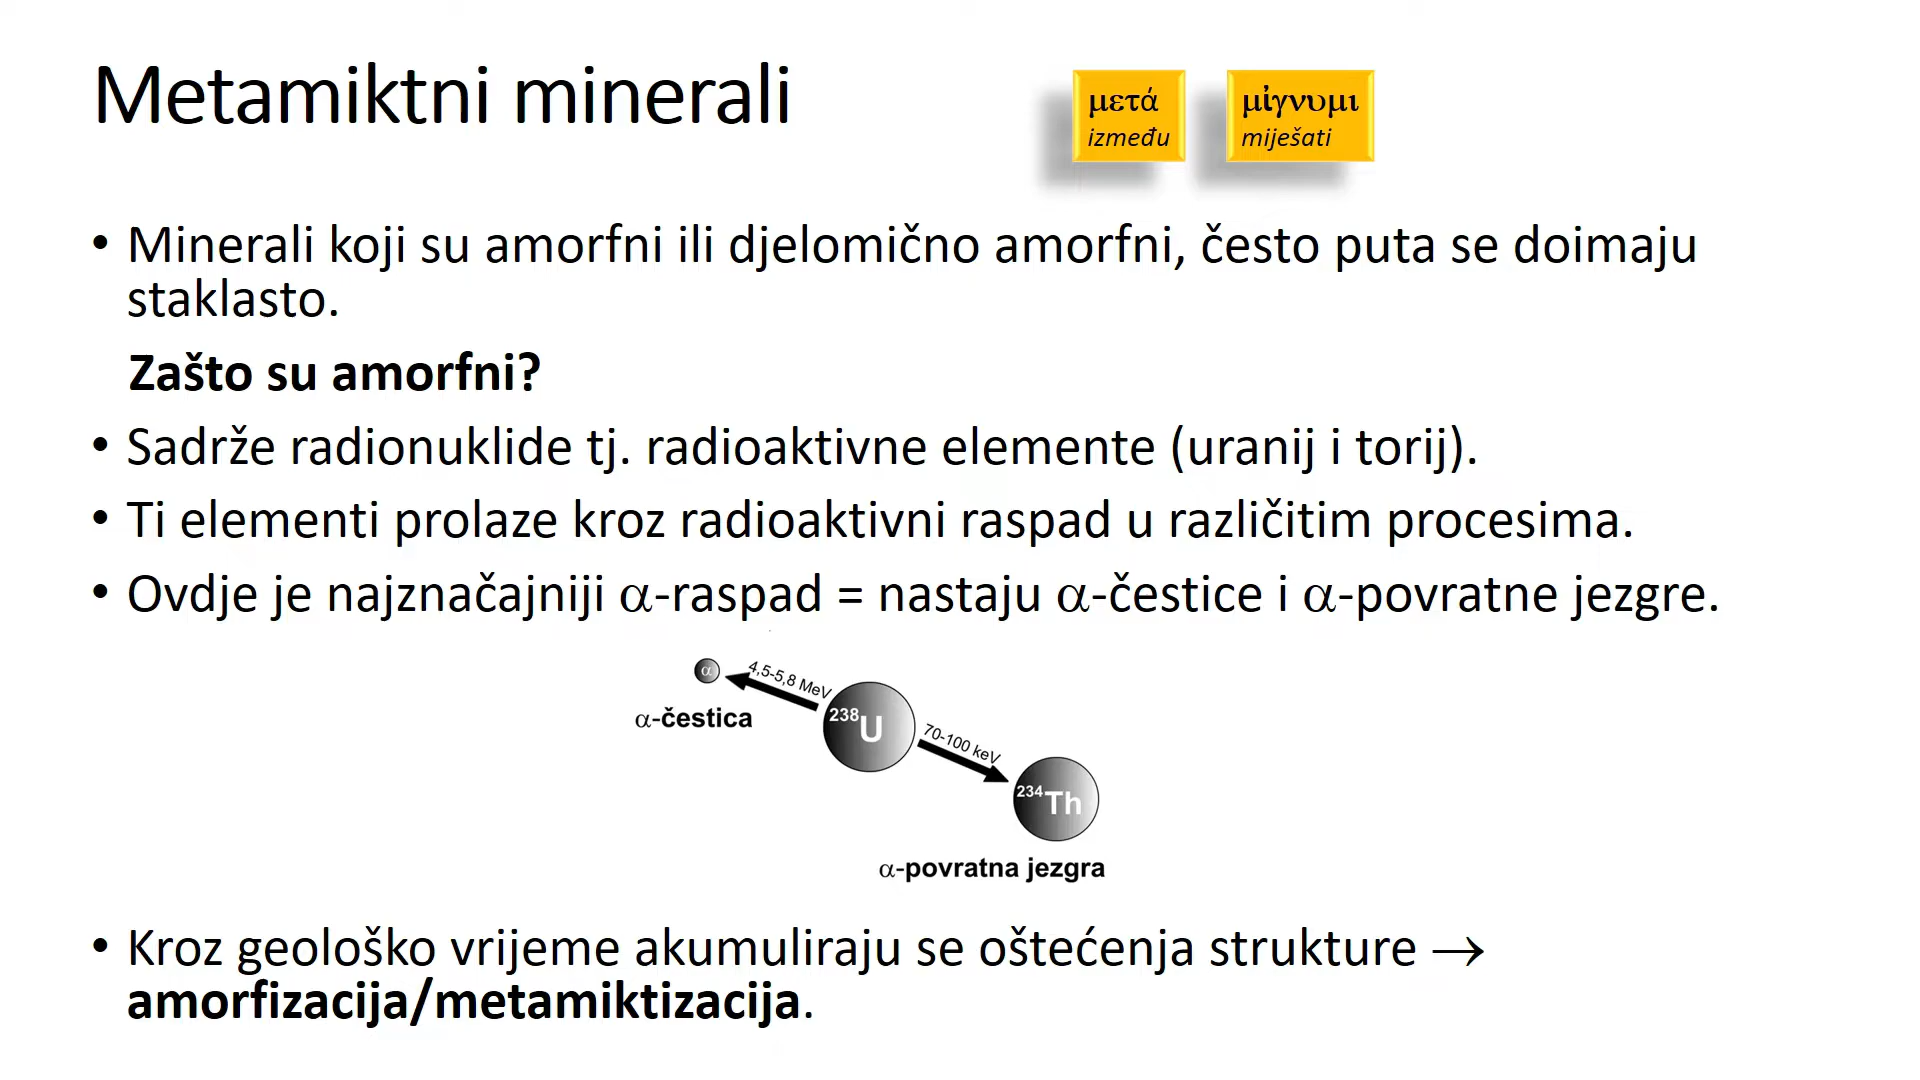 Metamiktni minerali
μετά
između
μἰγνυμι
miješati
• Minerali koji su amorfni ili djelomično amorfni, često puta se doimaju
staklasto.
Zašto su amorfni?
• Sadrže radionuklide tj. radioaktivne elemente (uranij i torij).
• Ti elementi prolaze kroz radioaktivni raspad u različitim procesima.
• Ovdje je najznačajniji α-raspad = nastaju α-čestice i α-povratne jezgre.
α
4,5-5,8 MeV
α-čestica
²³⁸U
70-100 keV
²³⁴Th
α-povratna jezgra
• Kroz geološko vrijeme akumuliraju se oštećenja strukture →
amorfizacija/metamiktizacija.